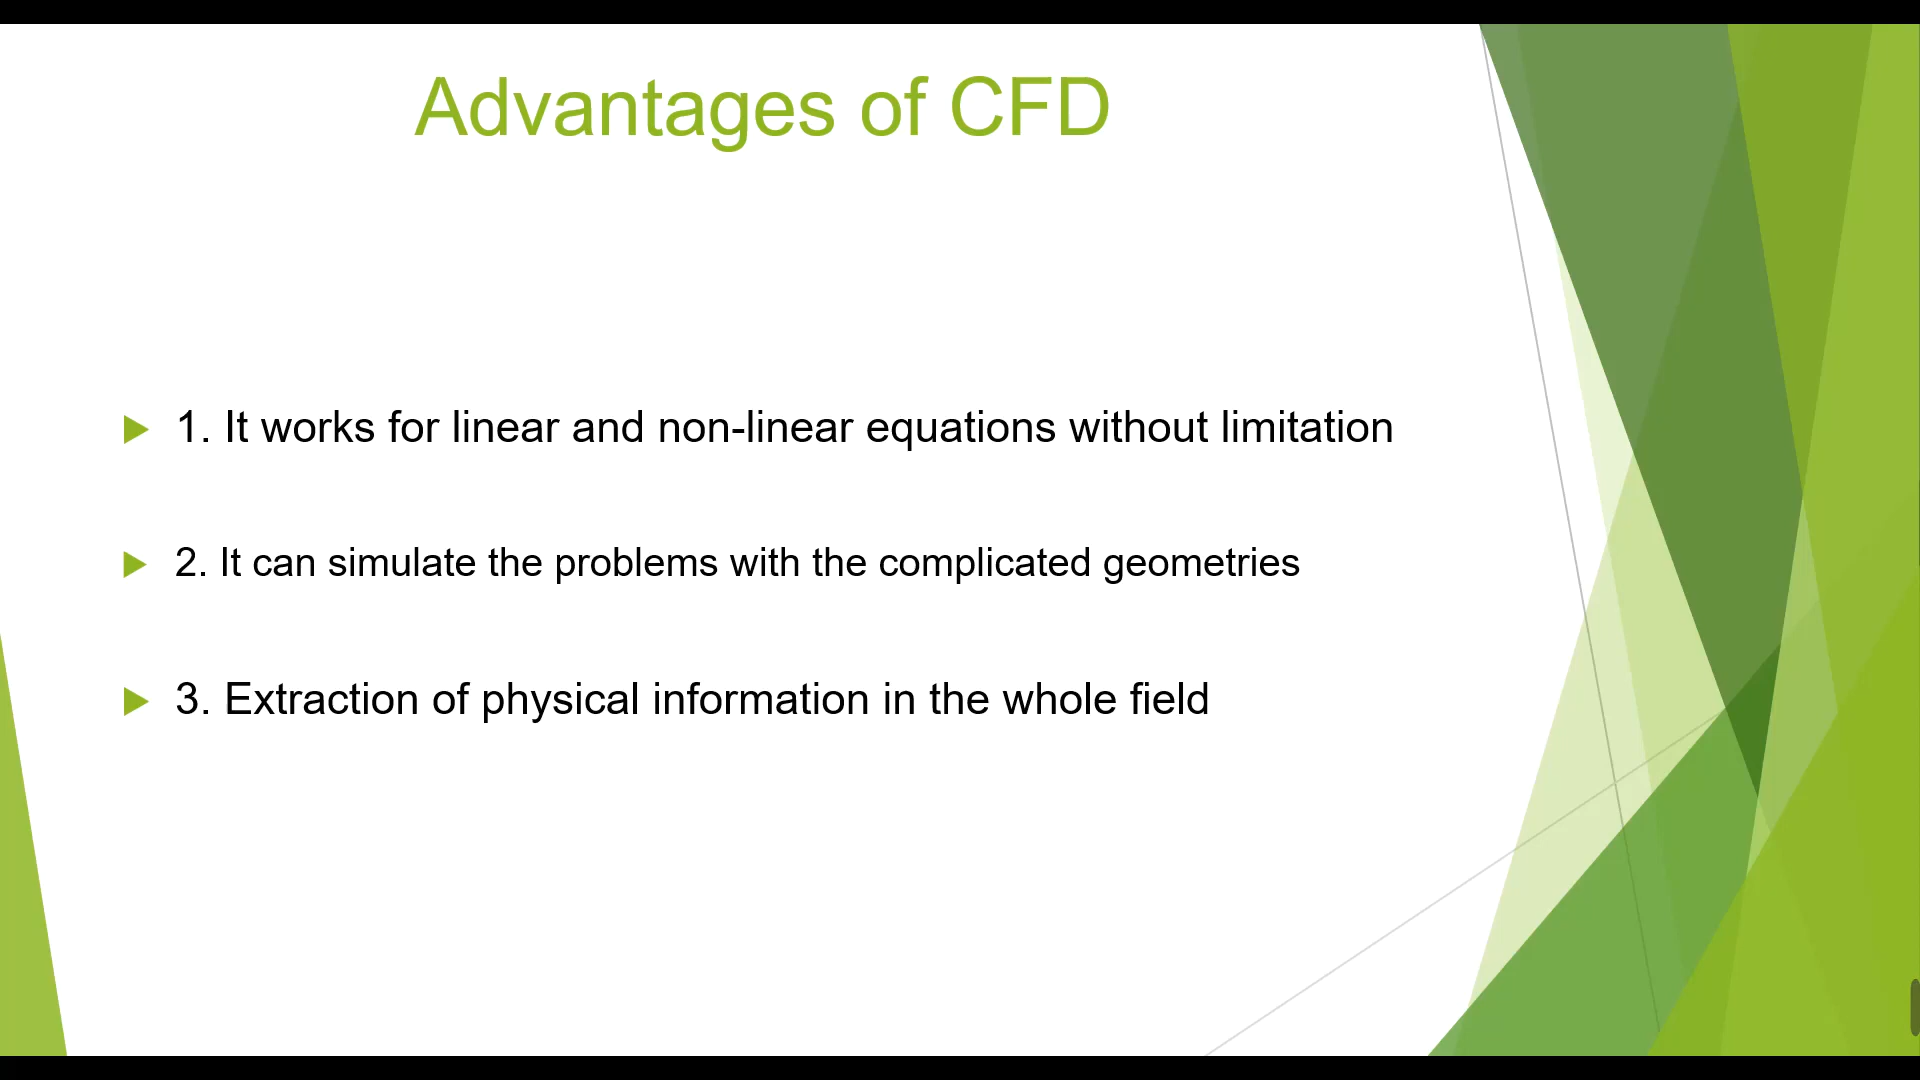 Advantages of CFD
1. It works for linear and non-linear equations without limitation
2. It can simulate the problems with the complicated geometries
3. Extraction of physical information in the whole field